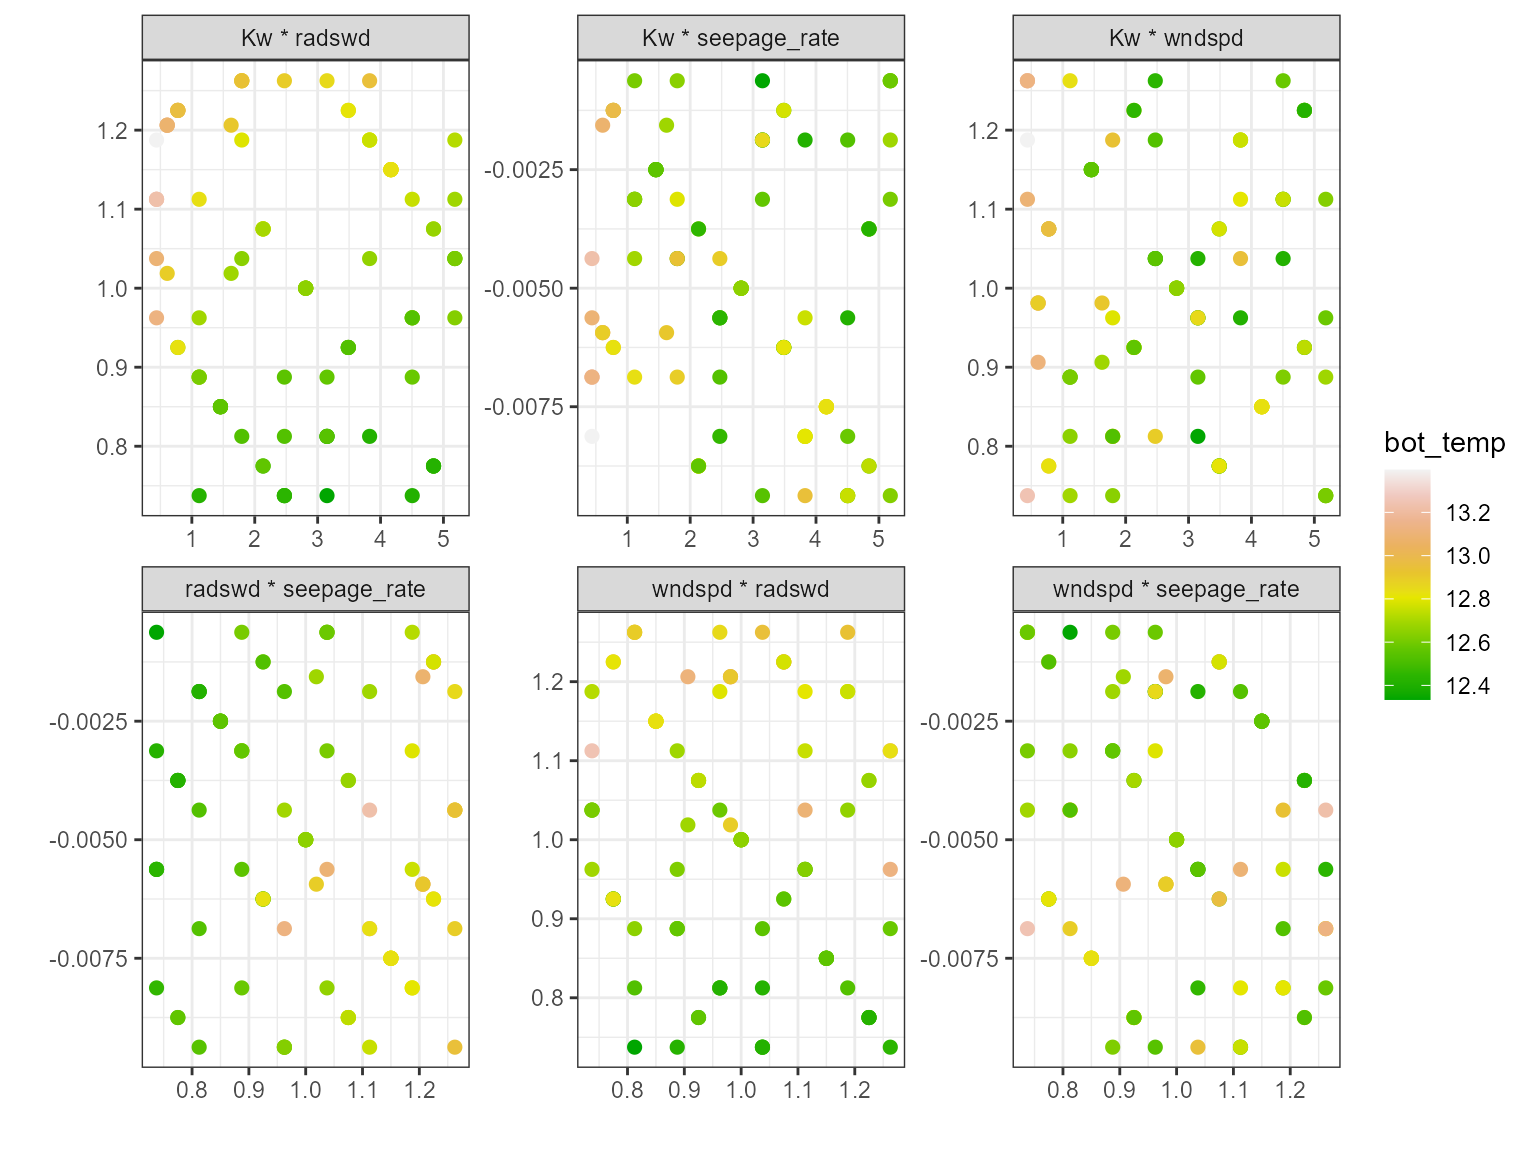 Kw * radswd
Kw * seepage_rate
Kw * wndspd
1.2
1.1
1.0
0.9
0.8
-0.0025
-0.0050
-0.0075
1.2
1.1
1.0
0.9
0.8
1 2 3 4 5
1 2 3 4 5
1 2 3 4 5
bot_temp
13.2
13.0
12.8
12.6
12.4
radswd * seepage_rate
wndspd * radswd
wndspd * seepage_rate
-0.0025
-0.0050
-0.0075
1.2
1.1
1.0
0.9
0.8
-0.0025
-0.0050
-0.0075
0.8 0.9 1.0 1.1 1.2
0.8 0.9 1.0 1.1 1.2
0.8 0.9 1.0 1.1 1.2